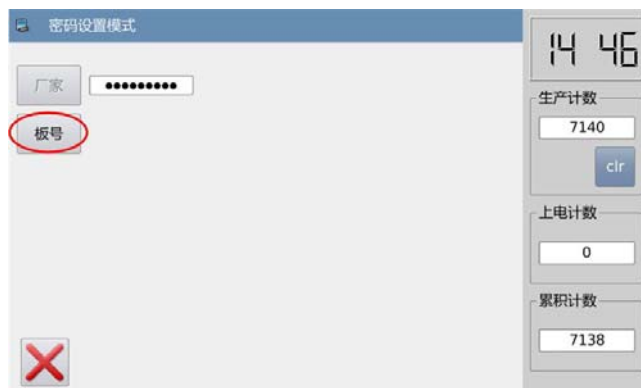 密码设置模式
厂家
•••••••••
板号
14 46
生产计数
7140
clr
上电计数
0
累积计数
7138